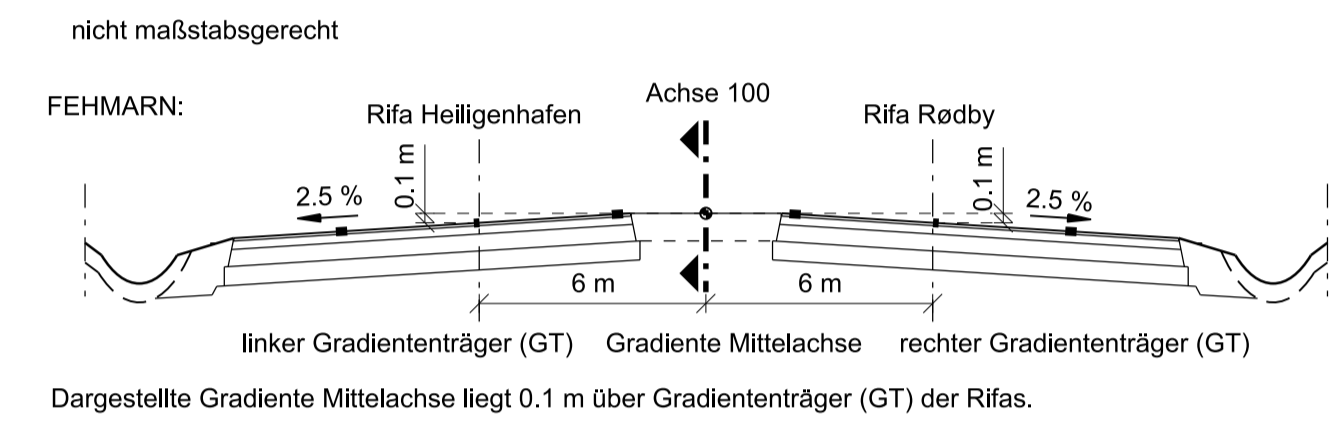 nicht maßstabsgerecht
Achse 100
FEHMARN:
Rifa Heiligenhafen
Rifa Rødby
0.1 m
0.1 m
2.5 %
2.5 %
6 m
6 m
linker Gradiententräger (GT)
Gradiente Mittelachse
rechter Gradiententräger (GT)
Dargestellte Gradiente Mittelachse liegt 0.1 m über Gradiententräger (GT) der Rifas.